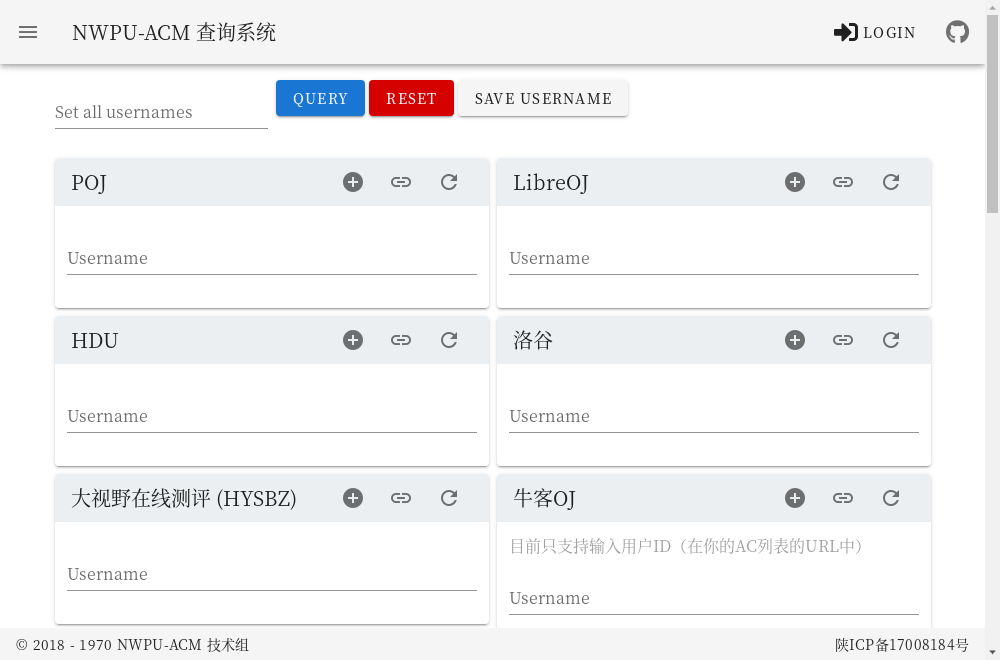 NWPU-ACM 查询系统
LOGIN
Set all usernames
QUERY
RESET
SAVE USERNAME
POJ
Username
LibreOJ
Username
HDU
Username
洛谷
Username
大视野在线测评 (HYSBZ)
Username
牛客OJ
目前只支持输入用户ID（在你的AC列表的URL中）
Username
© 2018 - 1970 NWPU-ACM 技术组
陕ICP备17008184号